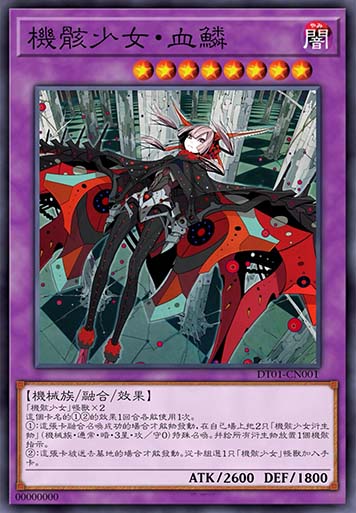 機骸少女・血鱗
やみ
闇
DT01-CN001
【機械族/融合/效果】
「機骸少女」怪獸×2
這個卡名的①②的效果1回合各能使用1次。
①:這張卡融合召喚成功的場合才能動發動。在自己場上把2只「機骸少女衍生
物」(機械族・通常・暗・3星・攻/守0)特殊召喚。并給所有衍生物放置1個機骸
指示。
②:這張卡被送去墓地的場合才能發動。從卡組選1只「機骸少女」怪獸加入手
卡。
ATK/2600 DEF/1800
00000000